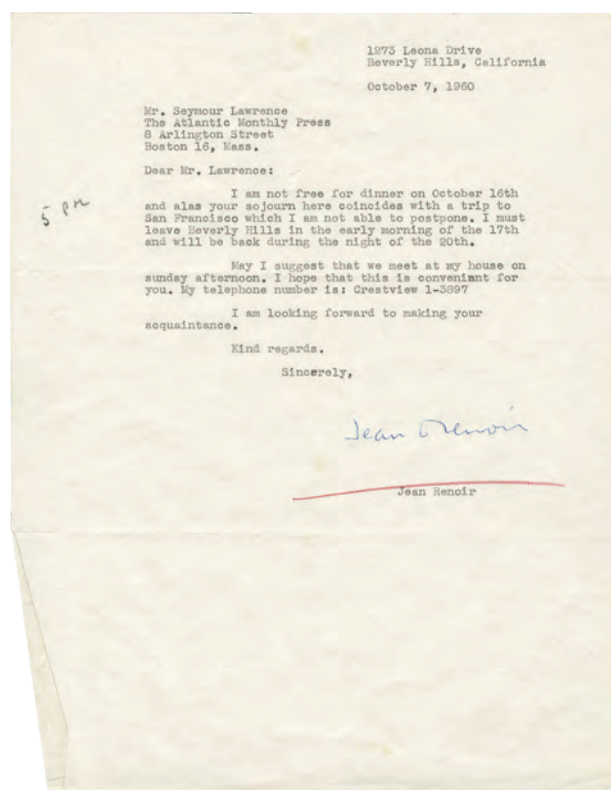 1273 Leona Drive
Beverly Hills, California
October 7, 1960
Mr. Seymour Lawrence
The Atlantic Monthly Press
8 Arlington Street
Boston 16, Mass.
Dear Mr. Lawrence:
I am not free for dinner on October 16th
and alas your sojourn here coincides with a trip to
San Francisco which I am not able to postpone. I must
leave Beverly Hills in the early morning of the 17th
and will be back during the night of the 20th.
5 PM
May I suggest that we meet at my house on
sunday afternoon. I hope that this is conveniant for
you. My telephone number is: Crestview 1-3897
I am looking forward to making your
acquaintance.
Kind regards.
Sincerely,
Jean Renoir
Jean Renoir